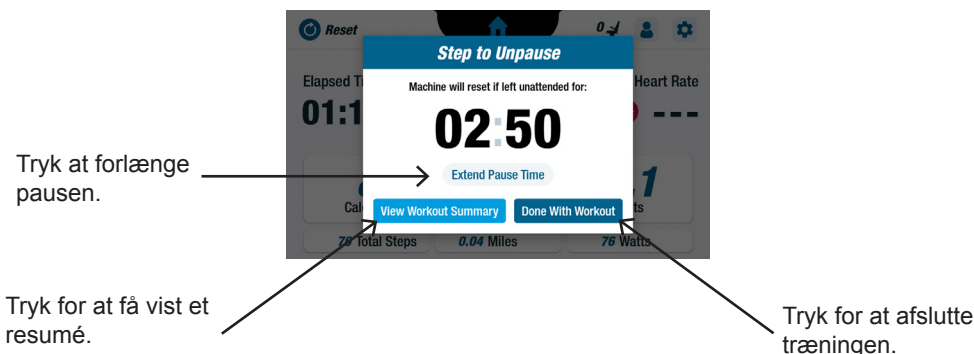 Reset
0
Step to Unpause
Elapsed Ti
Machine will reset if left unattended for:
Heart Rate
01:1
02:50
---
Tryk at forlænge
pausen.
Extend Pause Time
1
Cal
View Workout Summary
Done With Workout
ts
76 Total Steps
0.04 Miles
76 Watts
Tryk for at få vist et
resumé.
Tryk for at afslutte
træningen.